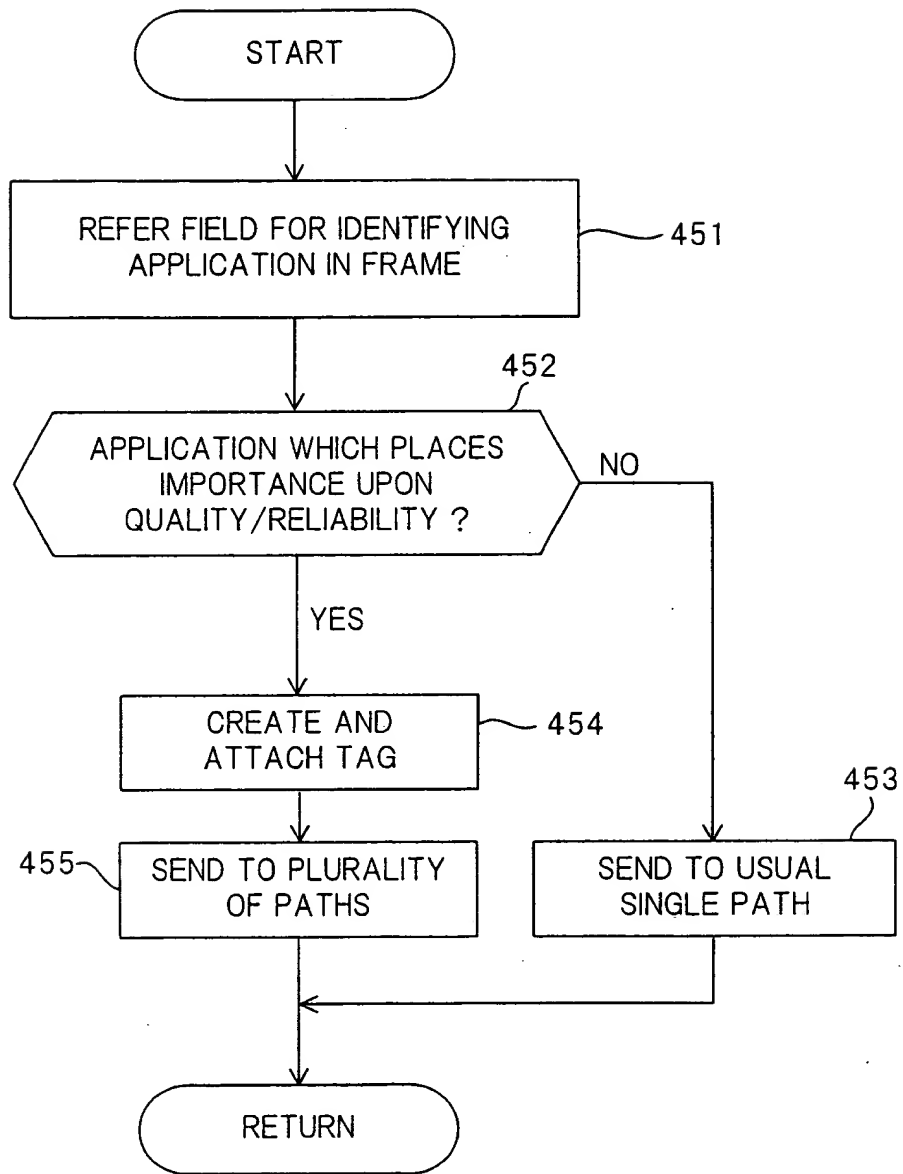 START
REFER FIELD FOR IDENTIFYING
APPLICATION IN FRAME
451
452
APPLICATION WHICH PLACES
IMPORTANCE UPON
QUALITY/RELIABILITY ?
NO
YES
CREATE AND
ATTACH TAG
454
453
455
SEND TO PLURALITY
OF PATHS
SEND TO USUAL
SINGLE PATH
RETURN